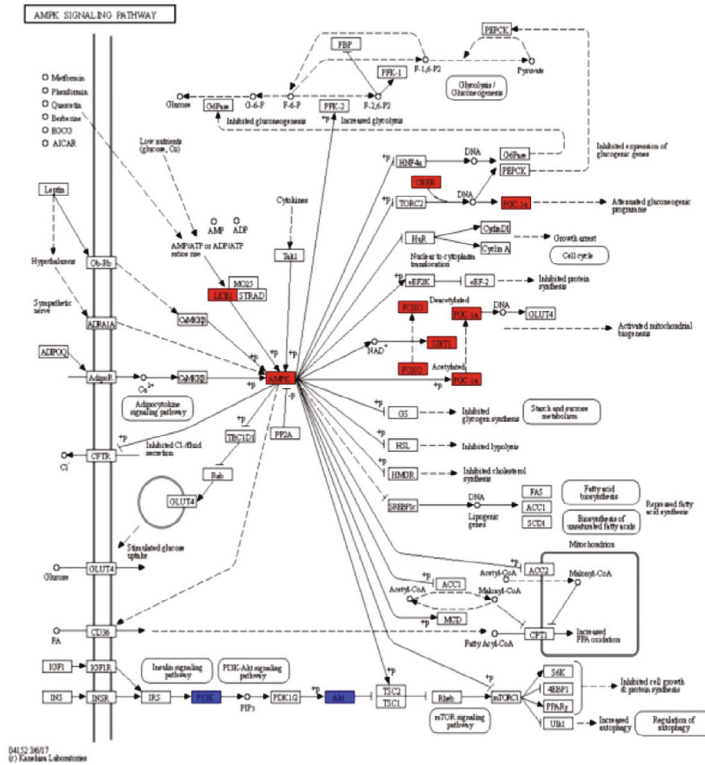 AMPK SIGNALING PATHWAY
Metformin
Phenformin
Quercetin
Berberine
EGCG
AICAR
Low nutrients
(glucose, O2)
FBP
PEPCK
F-1,6-P2
PFK-1
Pyruvate
Glycolysis /
Gluconeogenesis
Glucose
G6Pase
G-6-P
F-6-P
PFK-2
F-2,6-P2
Inhibited gluconeogenesis
+p
Increased glycolysis
Leptin
Hypothalamus
Sympathetic
nerve
AMP
ADP
AMP/ATP or ADP/ATP
ratios rise
Cytokines
Tak1
+p
HNF4α
DNA
G6Pase
PEPCK
Inhibited expression of
glucogenic genes
CREB
+p
TORC2
DNA
PGC-1α
Attenuated gluconeogenic
programme
HuR
CyclinD1
Cyclin A
Growth arrest
Cell cycle
Nuclear to cytoplasm
translocation
+p
eEF2K
eEF-2
Inhibited protein
synthesis
Ob-Rb
MO25
LKB1
STRAD
ADRA1A
CaMKKβ
+p
+p
+p
FOXO
Deacetylated
PGC-1α
DNA
GLUT4
NAD+
SIRT1
Activated mitochondrial
biogenesis
FOXO
Acetylated
+p
PGC-1α
ADIPOQ
AdipoR
Ca2+
CaMKKβ
+p
AMPK
-p
Adipocytokine
signaling pathway
+p
TBC1D1
PP2A
+p
GS
Inhibited
glycogen synthesis
Starch and sucrose
metabolism
+p
CFTR
Cl-
Inhibited Cl-/fluid
secretion
Rab
+p
HSL
Inhibited lypolysis
+p
HMGR
Inhibited cholesterol
synthesis
GLUT4
SREBP1c
DNA
Lipogenic
genes
FAS
ACC1
SCD1
Fatty acid
biosynthesis
Biosynthesis of
unsaturated fatty acids
Repressed fatty
acid synthesis
Stimulated glucose
uptake
Glucose
GLUT4
Mitochondrion
+p
ACC2
Acetyl-CoA
Malonyl-CoA
+p
ACC1
Acetyl-CoA
Malonyl-CoA
MCD
+p
FA
CD36
Fatty Acyl-CoA
CPT1
Increased
FFA oxidation
IGF1
IGF1R
Insulin signaling
pathway
PI3K-Akt signaling
pathway
INS
INSR
IRS
PI3K
PIP3
PDK1/2
+p
Akt
+p
TSC2
TSC1
Rheb
+p
mTORC1
mTOR signaling
pathway
S6K
4EBP1
PPARγ
Ulk1
Inhibited cell growth
& protein synthesis
Increased
autophagy
Regulation of
autophagy
04152 3/6/17
(c) Kanehisa Laboratories